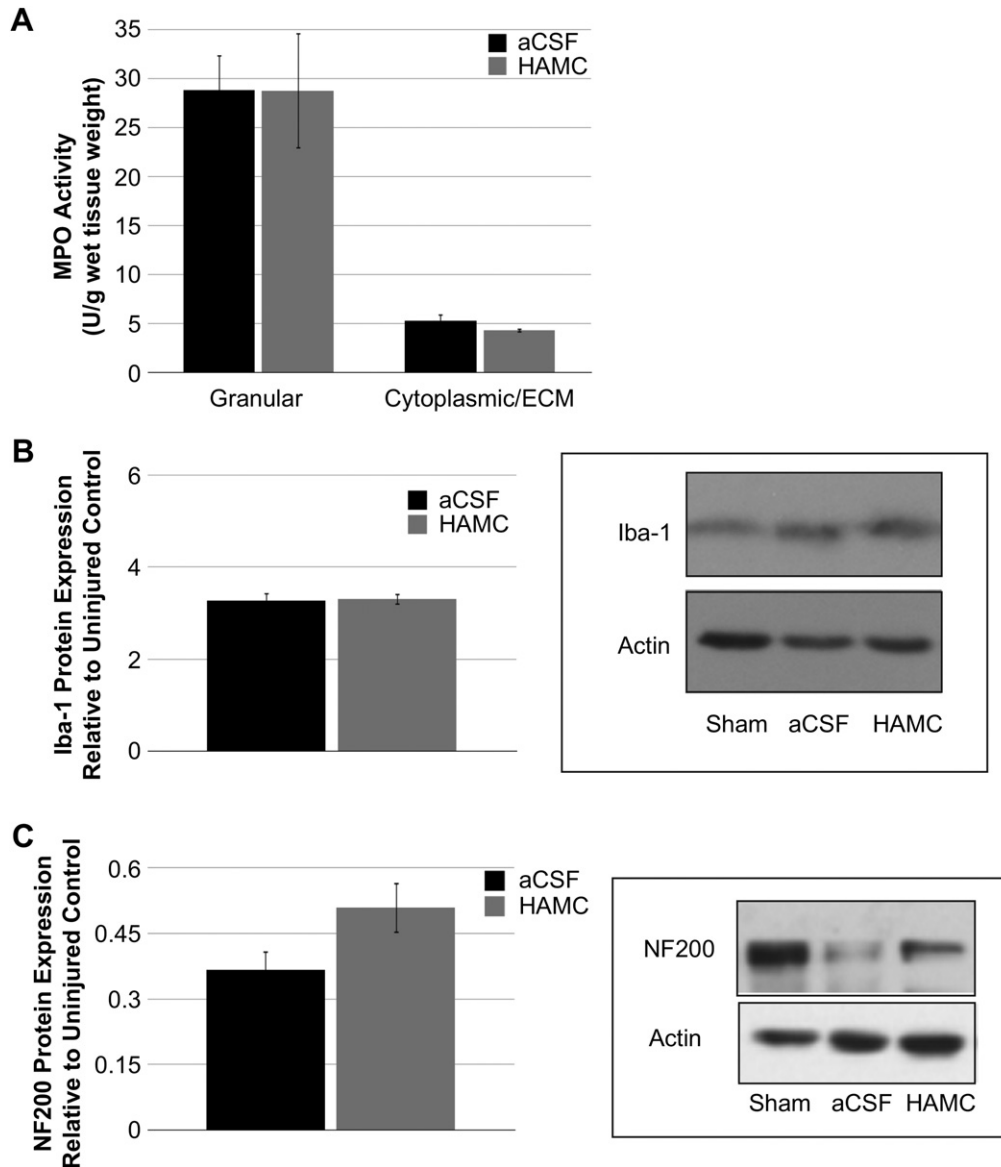 A
MPO Activity
(U/g wet tissue weight)
35
30
25
20
15
10
5
0
aCSF
HAMC
Granular
Cytoplasmic/ECM
B
Iba-1 Protein Expression
Relative to Uninjured Control
6
4
2
0
aCSF
HAMC
Iba-1
Actin
Sham aCSF HAMC
C
NF200 Protein Expression
Relative to Uninjured Control
0.6
0.45
0.3
0.15
0
aCSF
HAMC
NF200
Actin
Sham aCSF HAMC